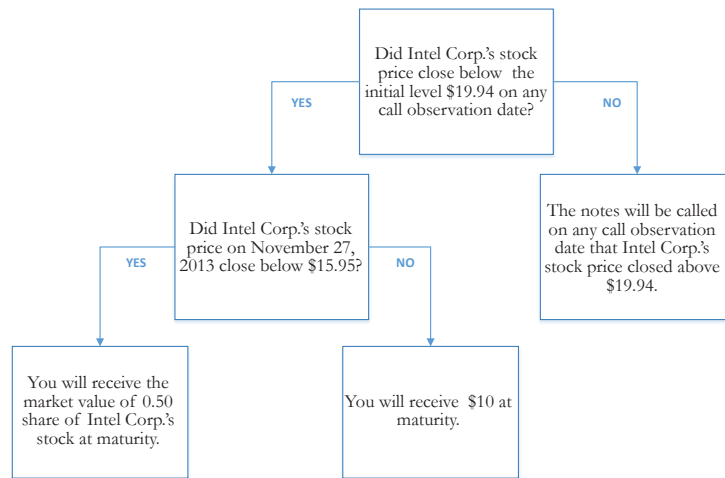 Did Intel Corp.'s stock
price close below the
initial level $19.94 on any
call observation date?
YES
NO
Did Intel Corp.'s stock
price on November 27,
2013 close below $15.95?
The notes will be called
on any call observation
date that Intel Corp.'s
stock price closed above
$19.94.
YES
NO
You will receive the
market value of 0.50
share of Intel Corp.'s
stock at maturity.
You will receive $10 at
maturity.